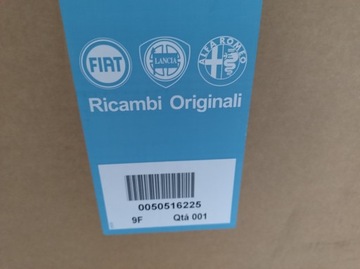 FIAT LANCIA ALFA ROMEO
Ricambi Originali
0050516225
9F Qtà 001